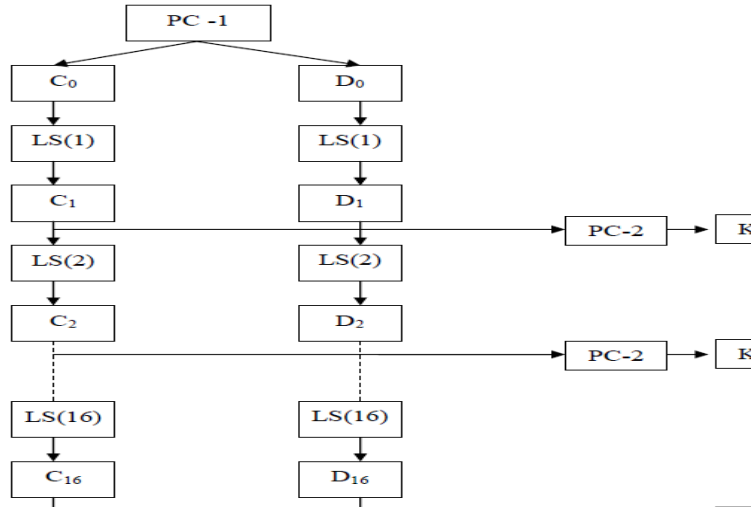 PC -1
C₀ D₀
LS(1) LS(1)
C₁ D₁
PC-2 K
LS(2) LS(2)
C₂ D₂
PC-2 K
LS(16) LS(16)
C₁₆ D₁₆